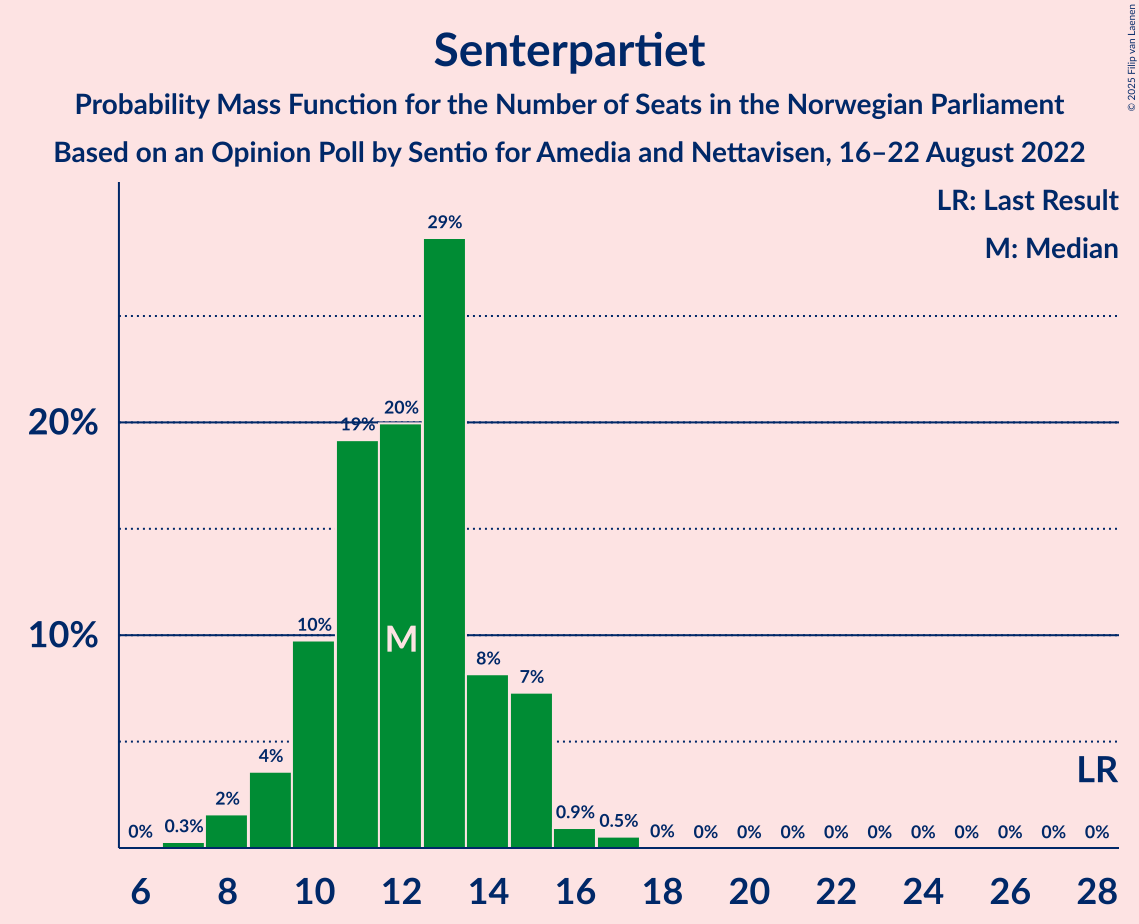 © 2025 Filip van Laenen
Senterpartiet
Probability Mass Function for the Number of Seats in the Norwegian Parliament
Based on an Opinion Poll by Sentio for Amedia and Nettavisen, 16–22 August 2022
LR: Last Result
M: Median
29%
20%
20%
19%
10%
10%
M
8%
7%
4%
LR
2%
0%
0.3%
0.9%
0.5%
0%
0%
0%
0%
0%
0%
0%
0%
0%
0%
0%
6 8 10 12 14 16 18 20 22 24 26 28